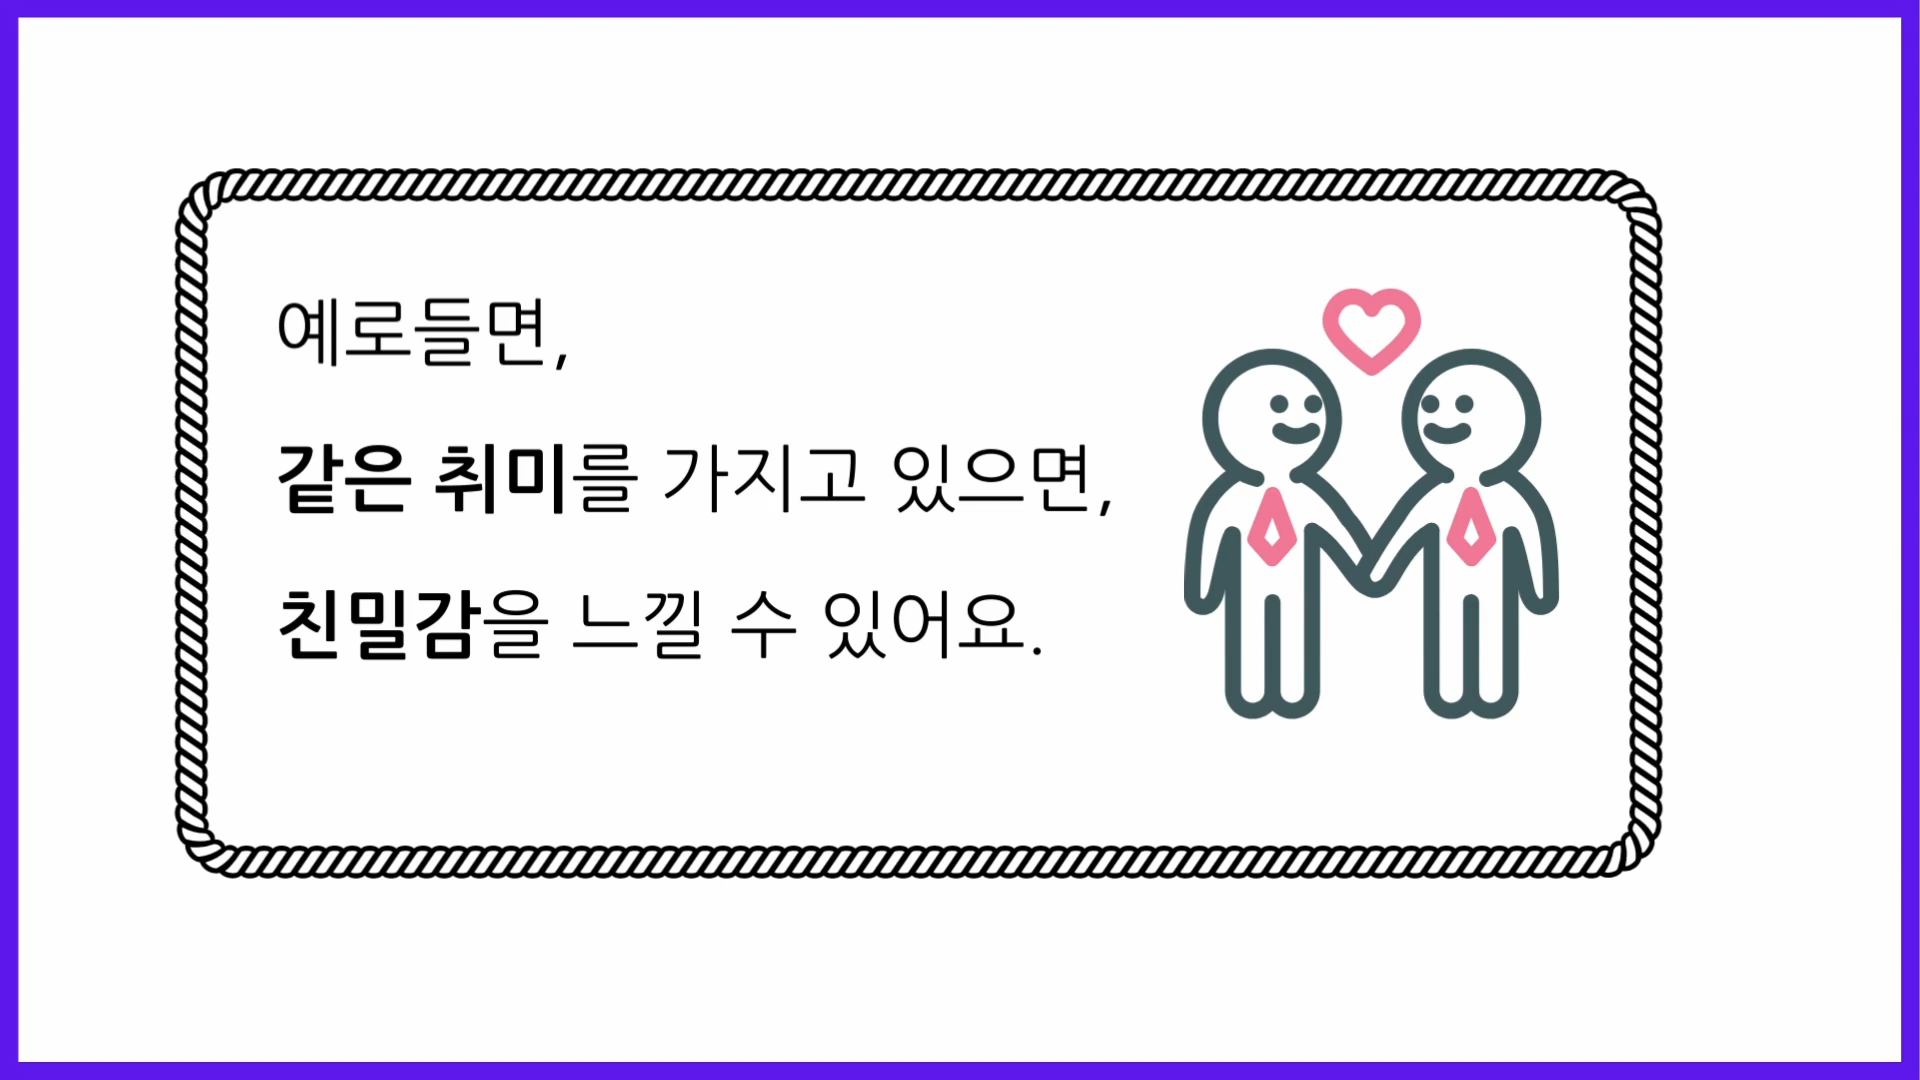 예로들면,
같은 취미를 가지고 있으면,
친밀감을 느낄 수 있어요.